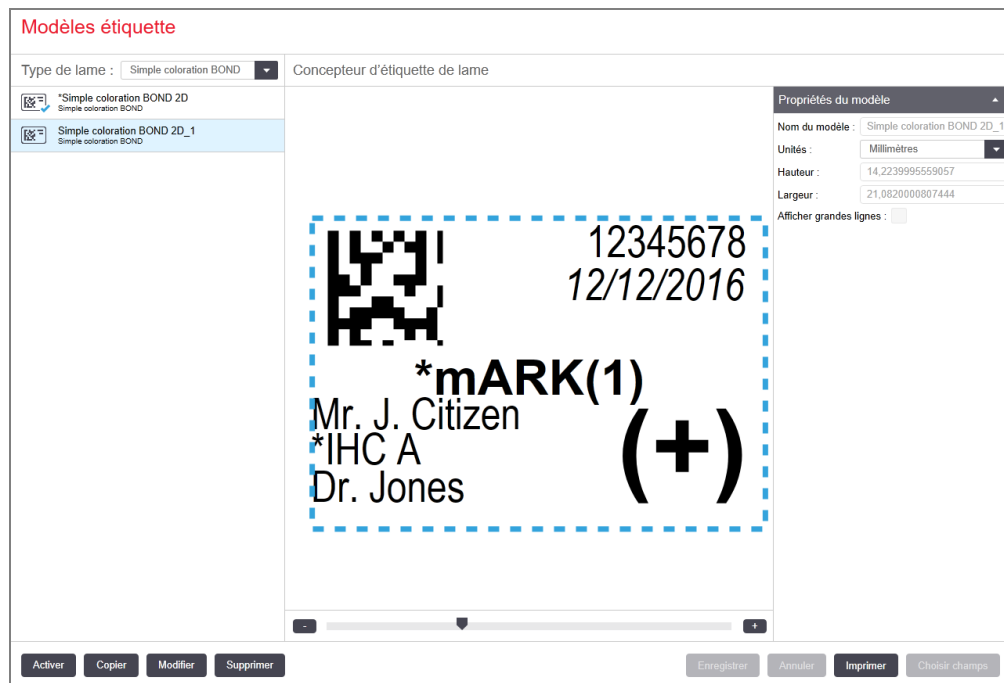 Modèles étiquette
Type de lame : Simple coloration BOND
Concepteur d'étiquette de lame
*Simple coloration BOND 2D
Simple coloration BOND
Simple coloration BOND 2D_1
Simple coloration BOND
12345678
12/12/2016
*mARK(1)
Mr. J. Citizen
*IHC A
Dr. Jones
(+)
Propriétés du modèle
Nom du modèle : Simple coloration BOND 2D_1
Unités : Millimètres
Hauteur : 14,2239995559057
Largeur : 21,0820000807444
Afficher grandes lignes :
- +
Activer Copier Modifier Supprimer Enregistrer Annuler Imprimer Choisir champs